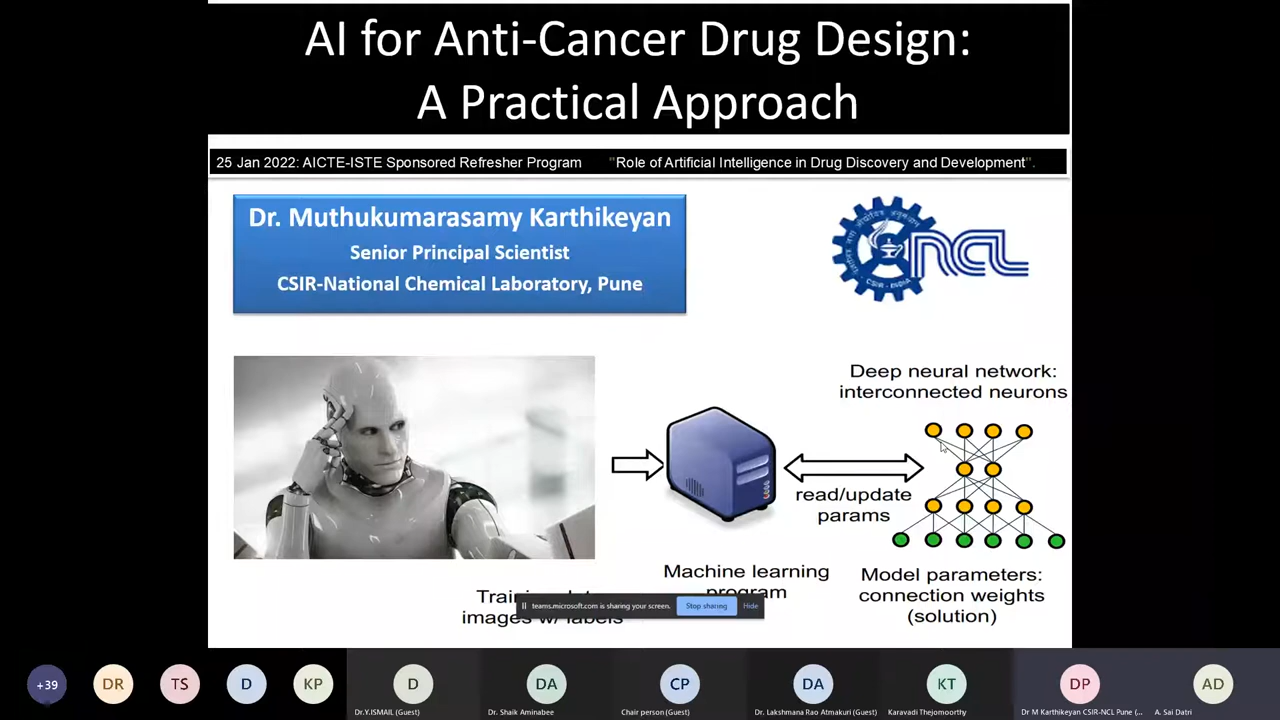 AI for Anti-Cancer Drug Design:
A Practical Approach
25 Jan 2022: AICTE-ISTE Sponsored Refresher Program "Role of Artificial Intelligence in Drug Discovery and Development".
Dr. Muthukumarasamy Karthikeyan
Senior Principal Scientist
CSIR-National Chemical Laboratory, Pune
NCL
CSIR-INDIA
Deep neural network:
interconnected neurons
read/update
params
Machine learning
program
Model parameters:
connection weights
(solution)
images w/ labels
teams.microsoft.com is sharing your screen. Stop sharing Hide
+39 DR TS D KP D DA CP DA KT DP AD
Dr.Y.ISMAIL (Guest) Dr. Shaik Aminabee Chair person (Guest) Dr. Lakshmana Rao Atmakuri (Guest) Karavadi Thejomoorthy Dr M Karthikeyan CSIR-NCL Pune (... A. Sai Datri